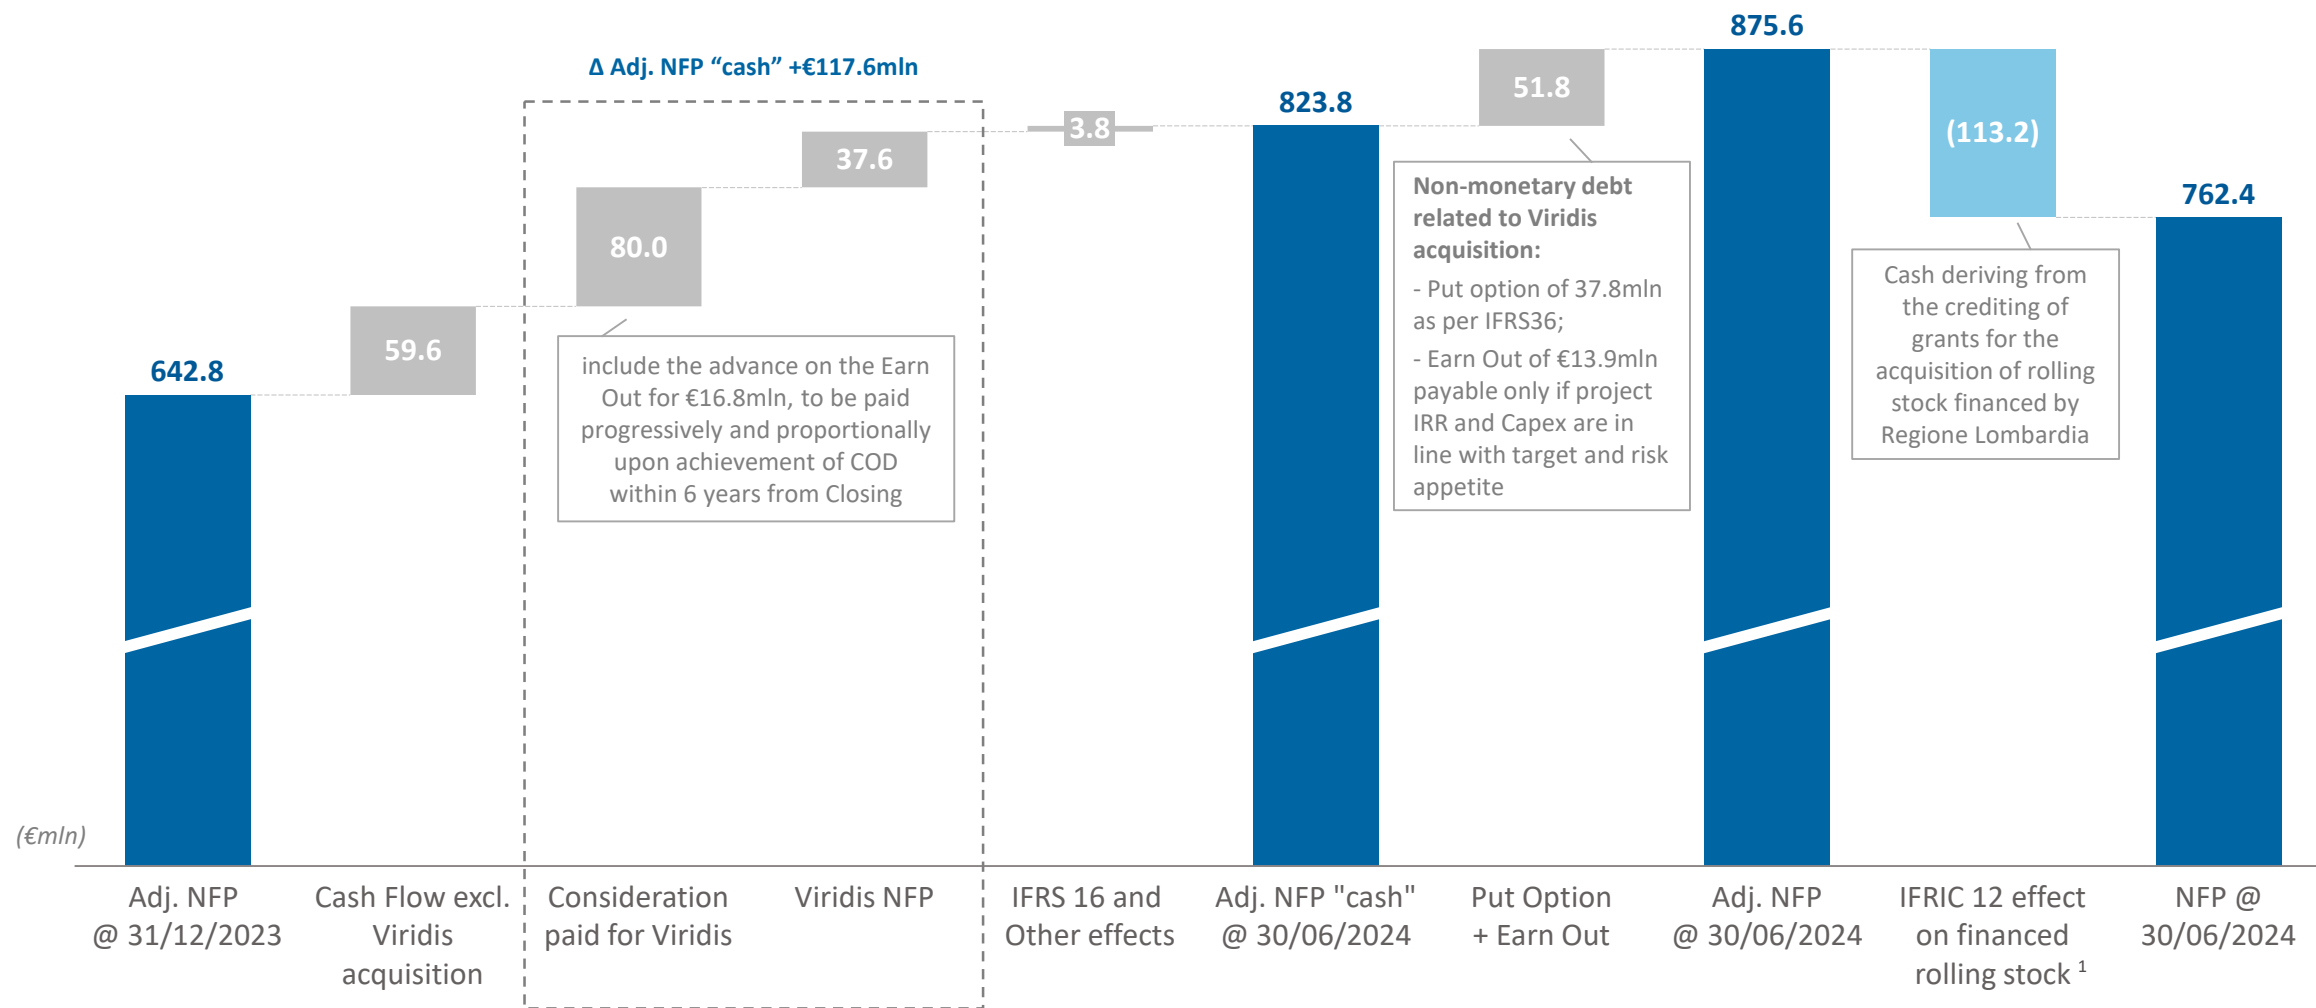 875.6
Δ Adj. NFP “cash” +€117.6mln
823.8
51.8
3.8
(113.2)
37.6
Non-monetary debt
related to Viridis
acquisition:
- Put option of 37.8mln
as per IFRS36;
- Earn Out of €13.9mln
payable only if project
IRR and Capex are in
line with target and risk
appetite
762.4
80.0
Cash deriving from
the crediting of
grants for the
acquisition of rolling
stock financed by
Regione Lombardia
59.6
include the advance on the Earn
Out for €16.8mln, to be paid
progressively and proportionally
upon achievement of COD
within 6 years from Closing
642.8
(€mln)
Adj. NFP
@ 31/12/2023
Cash Flow excl.
Viridis
acquisition
Consideration
paid for Viridis
Viridis NFP
IFRS 16 and
Other effects
Adj. NFP "cash"
@ 30/06/2024
Put Option
+ Earn Out
Adj. NFP
@ 30/06/2024
IFRIC 12 effect
on financed
rolling stock ¹
NFP @
30/06/2024